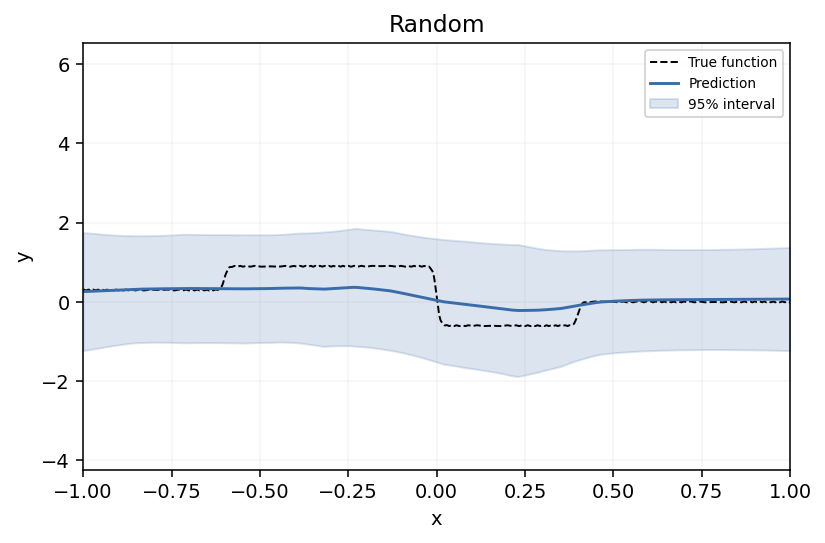 Random
True function
Prediction
95% interval
6
4
2
0
−2
−4
y
−1.00 −0.75 −0.50 −0.25 0.00 0.25 0.50 0.75 1.00
x